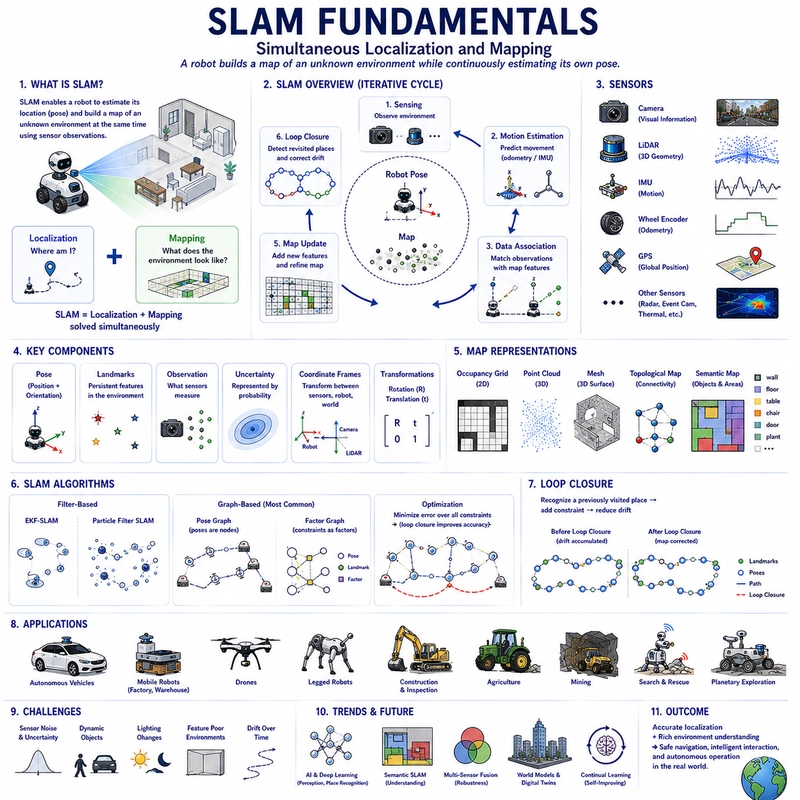 SLAM FUNDAMENTALS
Simultaneous Localization and Mapping
A robot builds a map of an unknown environment while continuously estimating its own pose.
1. WHAT IS SLAM?
SLAM enables a robot to estimate its
location (pose) and build a map of an
unknown environment at the same time
using sensor observations.
Localization
Where am I?
+
Mapping
What does the
environment look like?
SLAM = Localization + Mapping
solved simultaneously
2. SLAM OVERVIEW (ITERATIVE CYCLE)
1. Sensing
Observe environment
2. Motion Estimation
Predict movement
(odometry / IMU)
3. Data Association
Match observations
with map features
z
z
5. Map Update
Add new features
and refine map
6. Loop Closure
Detect revisited places
and correct drift
Robot Pose
z
y
x
Map
3. SENSORS
Camera
(Visual Information)
LiDAR
(3D Geometry)
IMU
(Motion)
Wheel Encoder
(Odometry)
GPS
(Global Position)
Other Sensors
(Radar, Event Cam,
Thermal, etc.)
4. KEY COMPONENTS
Pose
(Position +
Orientation)
z
y
x
Landmarks
Persistent features
in the environment
Observation
What sensors
measure
Uncertainty
Represented by
probability
Coordinate Frames
Transform between
sensors, robot,
world
z
Camera
Robot
LiDAR
Transformations
Rotation (R)
Translation (t)
R t
0 1
5. MAP REPRESENTATIONS
Occupancy Grid
(2D)
Point Cloud
(3D)
Mesh
(3D Surface)
Topological Map
(Connectivity)
Semantic Map
(Objects & Areas)
wall
floor
table
chair
door
plant
6. SLAM ALGORITHMS
Filter-Based
EKF-SLAM
Particle Filter SLAM
Graph-Based (Most Common)
Pose Graph
(poses are nodes)
Factor Graph
(constraints as factors)
Pose
Landmark
Factor
Optimization
Minimize error over all constraints
→ (loop closure improves accuracy)
7. LOOP CLOSURE
Recognize a previously visited place →
add constraint → reduce drift
Before Loop Closure
(drift accumulated)
After Loop Closure
(map corrected)
Landmarks
Poses
Path
Loop Closure
8. APPLICATIONS
Autonomous Vehicles
Mobile Robots
(Factory, Warehouse)
Drones
Legged Robots
Construction
& Inspection
Agriculture
Mining
Search & Rescue
Planetary Exploration
9. CHALLENGES
Sensor Noise
& Uncertainty
Dynamic
Objects
Lighting
Changes
Feature Poor
Environments
Drift Over
Time
10. TRENDS & FUTURE
AI & Deep Learning
(Perception, Place Recognition)
Semantic SLAM
(Understanding)
Multi-Sensor Fusion
(Robustness)
World Models &
Digital Twins
Continual Learning
(Self-Improving)
11. OUTCOME
Accurate localization
+ Rich environment understanding
→ Safe navigation, intelligent interaction,
and autonomous operation
in the real world.